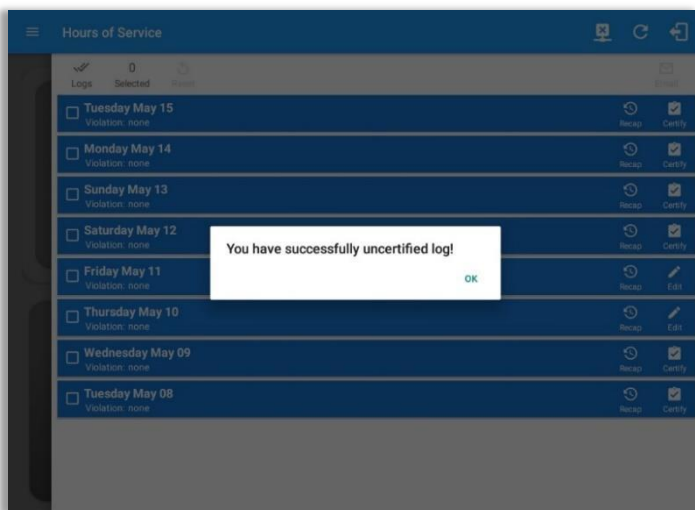 Hours of Service
0
Logs Selected Reset
Email
Tuesday May 15
Violation: none
Recap Certify
Monday May 14
Violation: none
Recap Certify
Sunday May 13
Violation: none
Recap Certify
Saturday May 12
Violation: none
Recap Certify
You have successfully uncertified log!
OK
Friday May 11
Violation: none
Recap Edit
Thursday May 10
Violation: none
Recap Edit
Wednesday May 09
Violation: none
Recap Certify
Tuesday May 08
Violation: none
Recap Certify